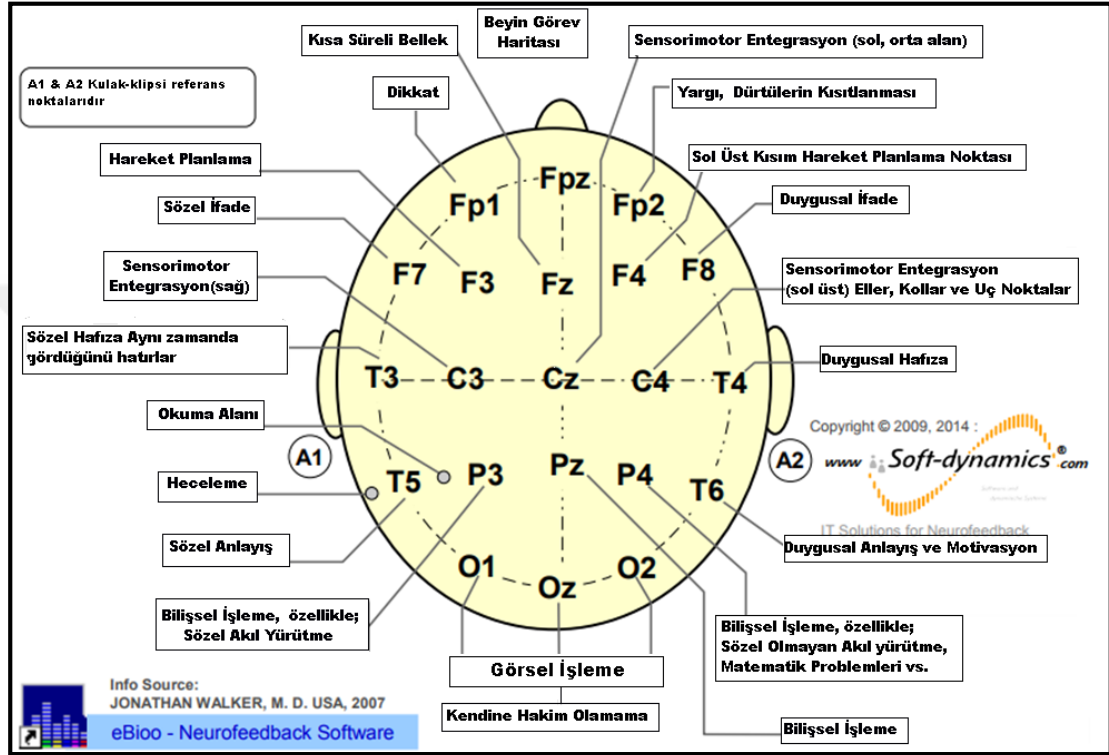 Beyin Görev
Haritası
Kısa Süreli Bellek
Sensorimotor Entegrasyon (sol, orta alan)
A1 & A2 Kulak-klipsi referans
noktalarıdır
Dikkat
Yargı, Dürtülerin Kısıtlanması
Hareket Planlama
Sol Üst Kısım Hareket Planlama Noktası
Sözel İfade
Duygusal İfade
Fpz
Fp1
Fp2
F7
F3
Fz
F4
F8
Sensorimotor
Entegrasyon(sağ)
Sensorimotor Entegrasyon
(sol üst) Eller, Kollar ve Uç Noktalar
Sözel Hafıza Aynı zamanda
gördüğünü hatırlar
Duygusal Hafıza
T3
C3
Cz
C4
T4
Okuma Alanı
A1
A2
Copyright © 2009, 2014 :
www Soft-dynamics®.com
IT Solutions for Neurofeedback
Heceleme
T5
P3
Pz
P4
T6
Sözel Anlayış
Duygusal Anlayış ve Motivasyon
O1
Oz
O2
Bilişsel İşleme, özellikle;
Sözel Akıl Yürütme
Bilişsel İşleme, özellikle;
Sözel Olmayan Akıl yürütme,
Matematik Problemleri vs.
Görsel İşleme
Kendine Hakim Olamama
Bilişsel İşleme
Info Source:
JONATHAN WALKER, M. D. USA, 2007
eBioo - Neurofeedback Software